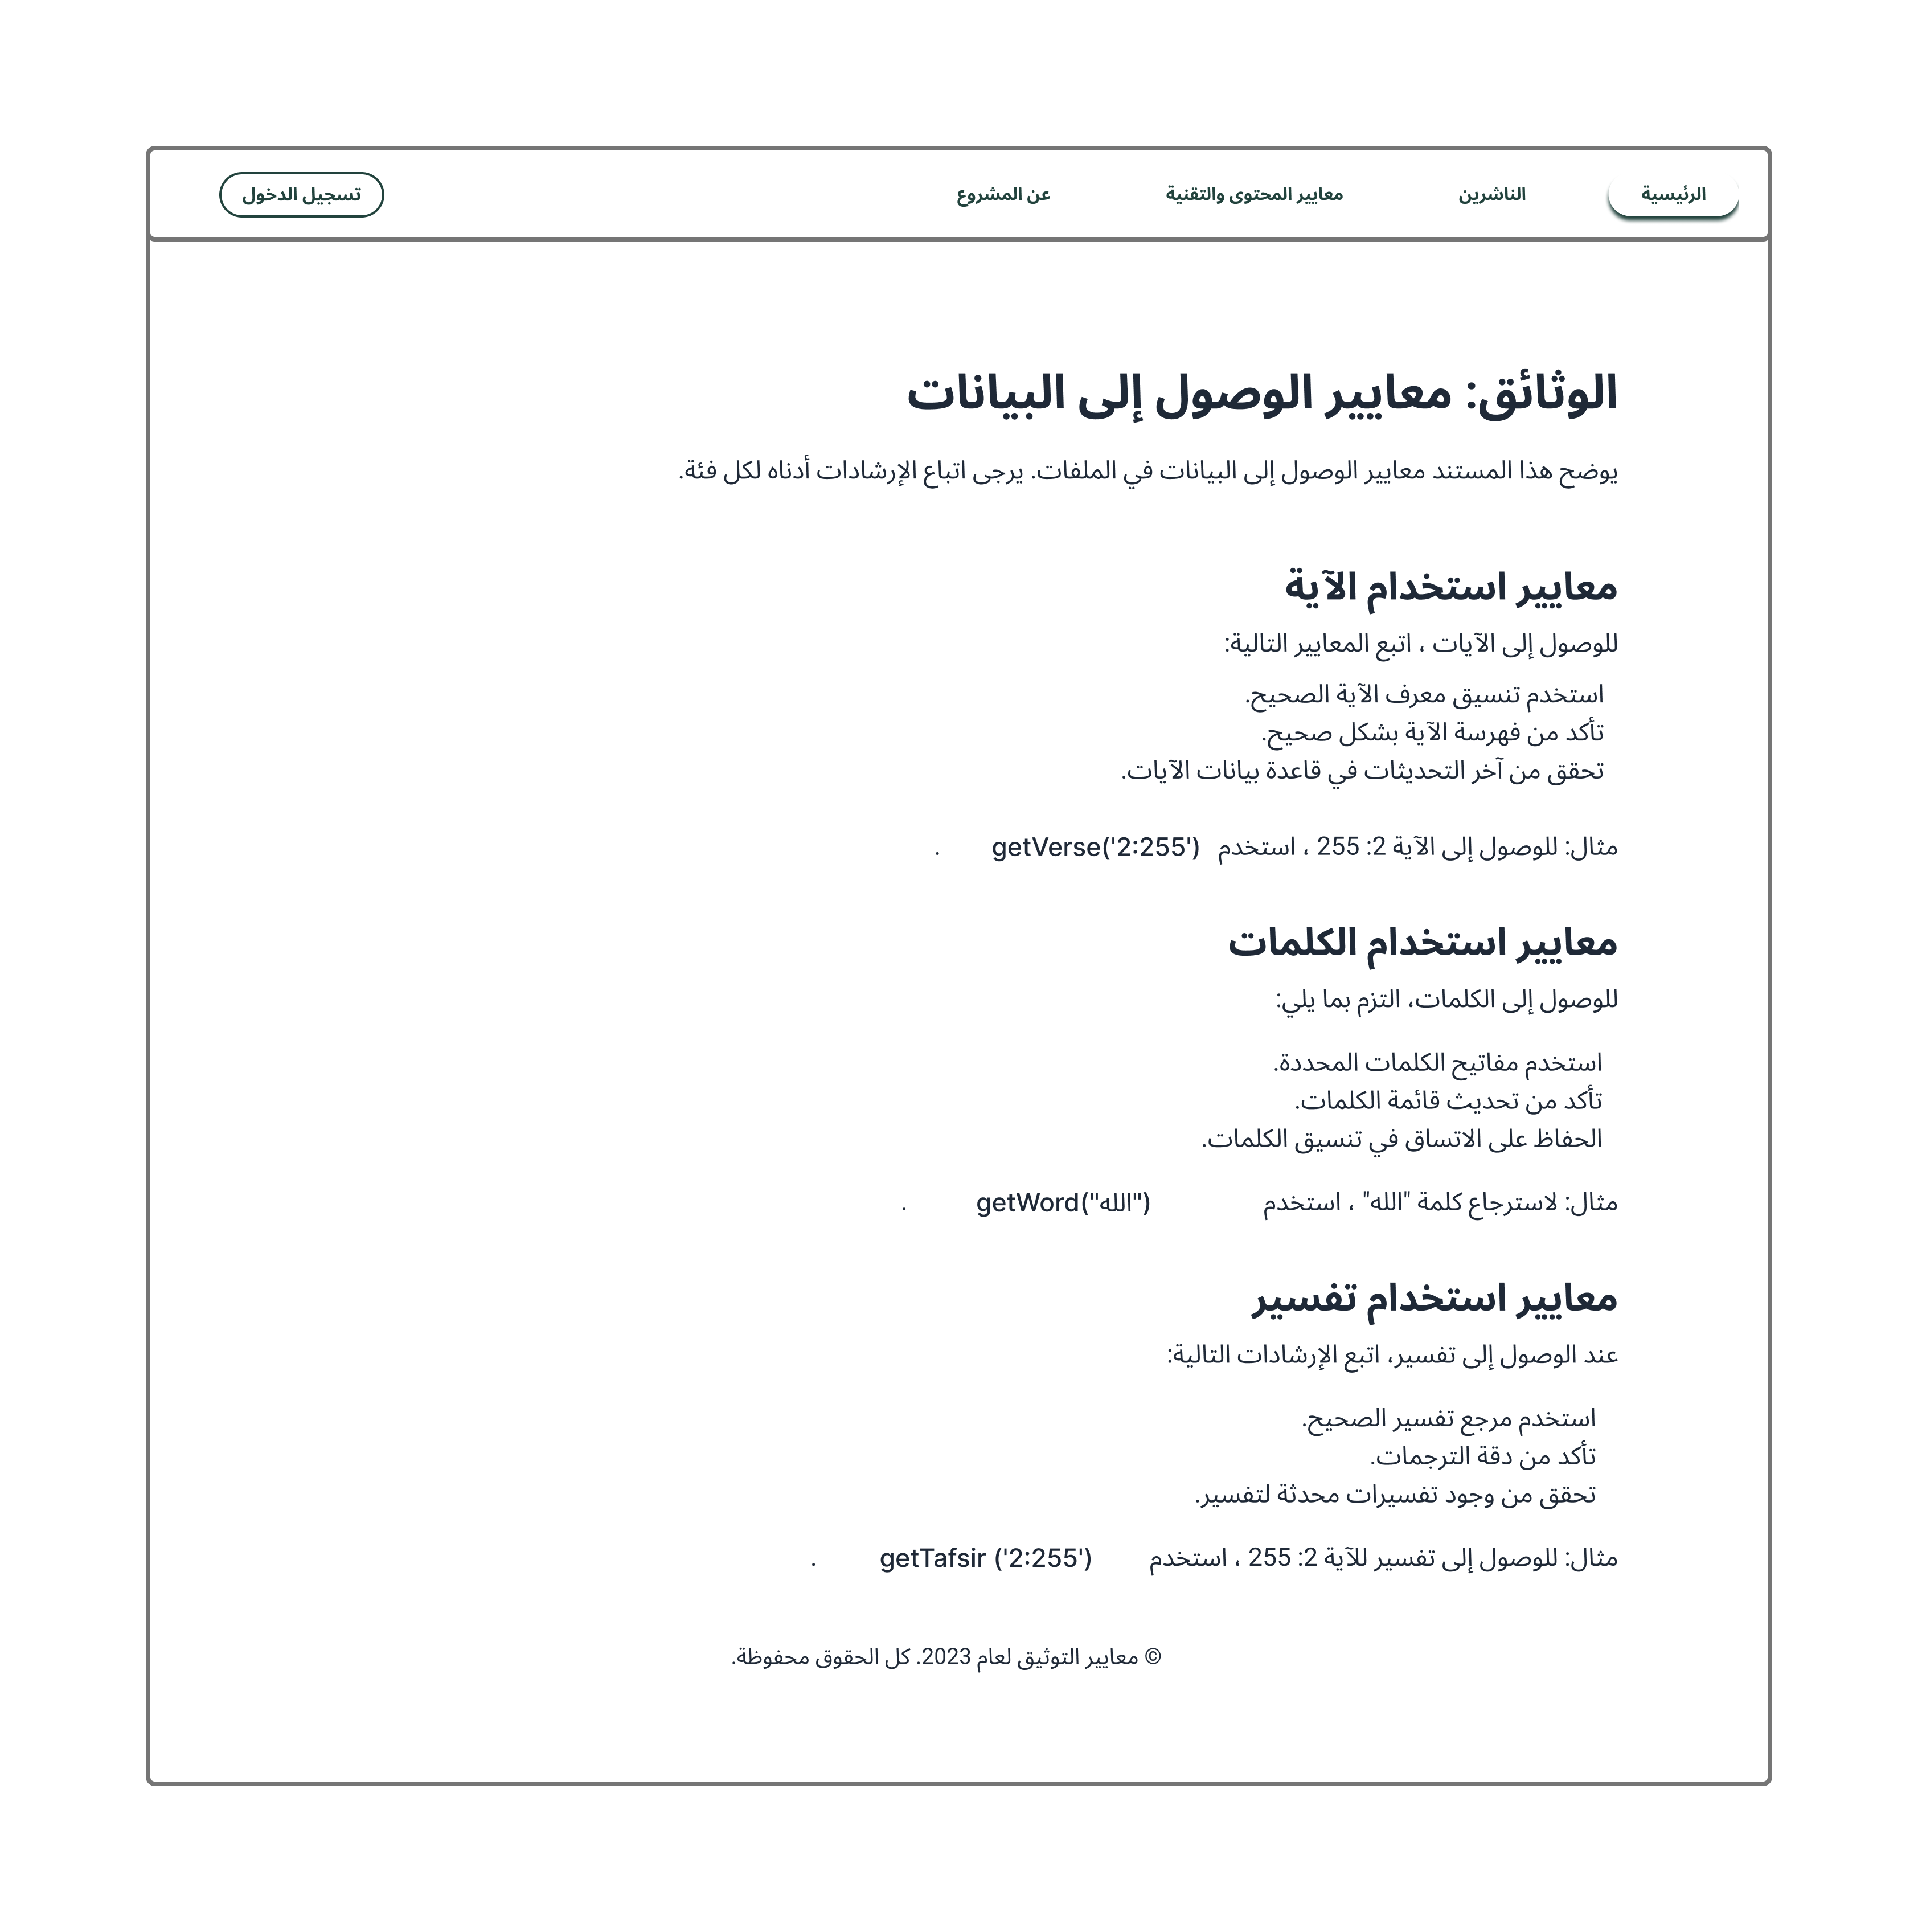 الرئيسية
الناشرين
معايير المحتوى والتقنية
عن المشروع
تسجيل الدخول
الوثائق: معايير الوصول إلى البيانات
يوضح هذا المستند معايير الوصول إلى البيانات في الملفات. يرجى اتباع الإرشادات أدناه لكل فئة.
معايير استخدام الآية
للوصول إلى الآيات ، اتبع المعايير التالية:
استخدم تنسيق معرف الآية الصحيح.
تأكد من فهرسة الآية بشكل صحيح.
تحقق من آخر التحديثات في قاعدة بيانات الآيات.
مثال: للوصول إلى الآية 2: 255 ، استخدم getVerse('2:255') .
معايير استخدام الكلمات
للوصول إلى الكلمات، التزم بما يلي:
استخدم مفاتيح الكلمات المحددة.
تأكد من تحديث قائمة الكلمات.
الحفاظ على الاتساق في تنسيق الكلمات.
مثال: لاسترجاع كلمة "الله" ، استخدم getWord("الله") .
معايير استخدام تفسير
عند الوصول إلى تفسير، اتبع الإرشادات التالية:
استخدم مرجع تفسير الصحيح.
تأكد من دقة الترجمات.
تحقق من وجود تفسيرات محدثة لتفسير.
مثال: للوصول إلى تفسير للآية 2: 255 ، استخدم getTafsir ('2:255') .
© معايير التوثيق لعام 2023. كل الحقوق محفوظة.